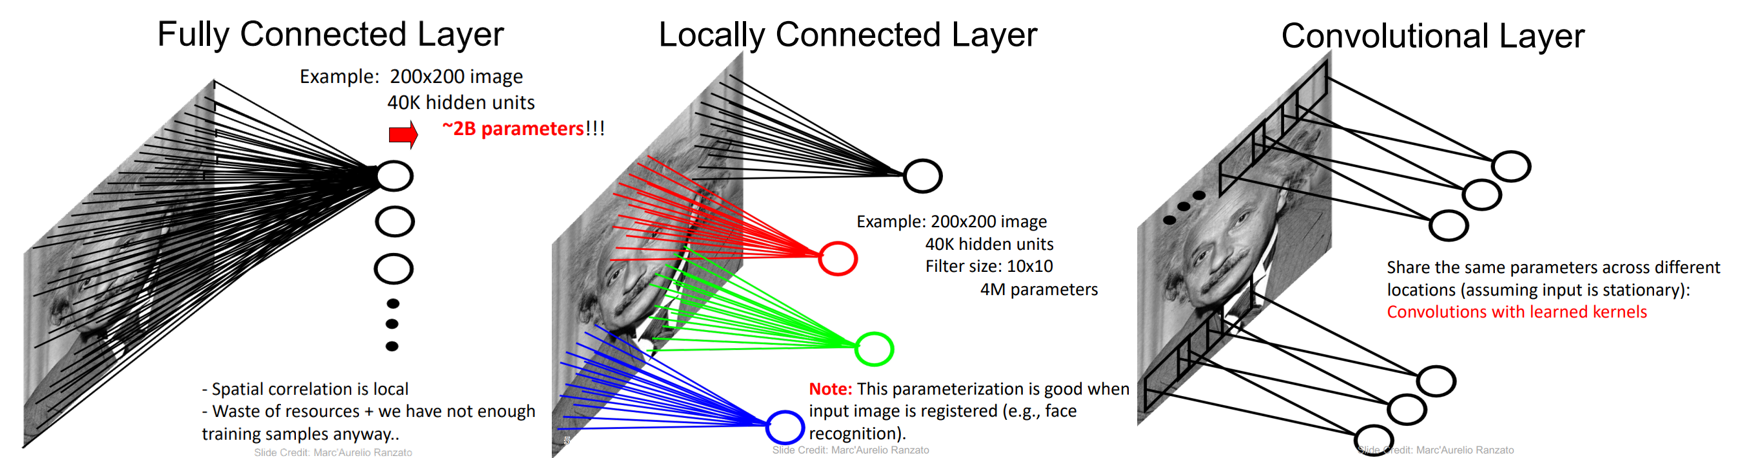 Fully Connected Layer
Example: 200x200 image
40K hidden units
~2B parameters!!!
- Spatial correlation is local
- Waste of resources + we have not enough
training samples anyway..
Slide Credit: Marc'Aurelio Ranzato
Locally Connected Layer
Example: 200x200 image
40K hidden units
Filter size: 10x10
4M parameters
Note: This parameterization is good when
input image is registered (e.g., face
recognition).
Slide Credit: Marc'Aurelio Ranzato
Convolutional Layer
Share the same parameters across different
locations (assuming input is stationary):
Convolutions with learned kernels
Slide Credit: Marc'Aurelio Ranzato